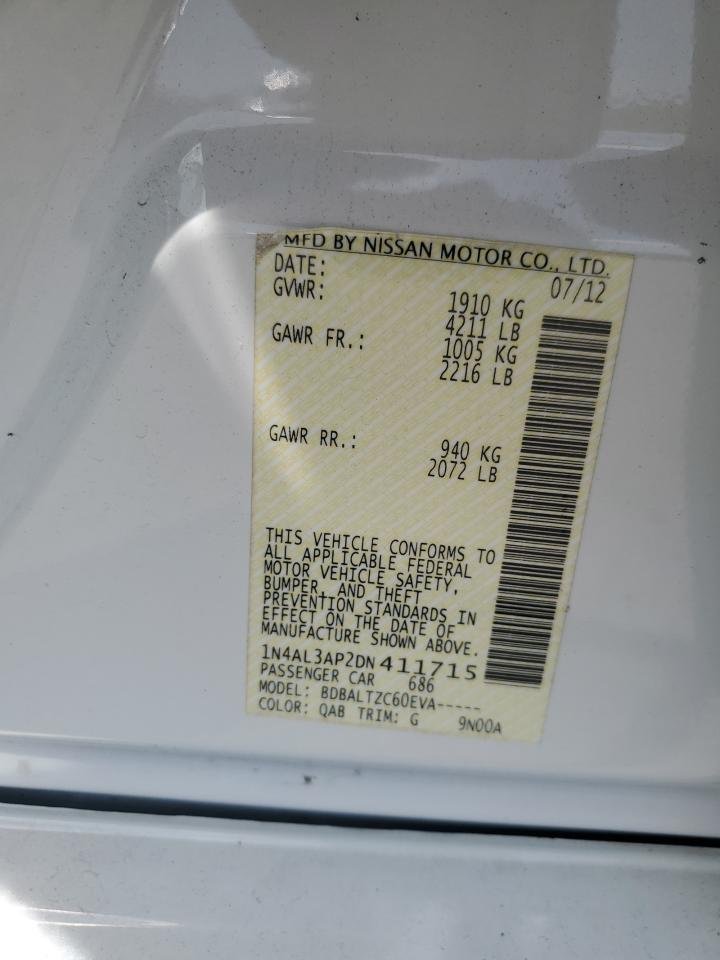 MFD BY NISSAN MOTOR CO., LTD.
DATE: 07/12
GVWR: 1910 KG
4211 LB
GAWR FR.: 1005 KG
2216 LB
GAWR RR.: 940 KG
2072 LB
THIS VEHICLE CONFORMS TO
ALL APPLICABLE FEDERAL
MOTOR VEHICLE SAFETY,
BUMPER, AND THEFT
PREVENTION STANDARDS IN
EFFECT ON THE DATE OF
MANUFACTURE SHOWN ABOVE.
1N4AL3AP2DN411715
PASSENGER CAR 686
MODEL: BDBALTZC60EVA-----
COLOR: QAB TRIM: G 9N00A